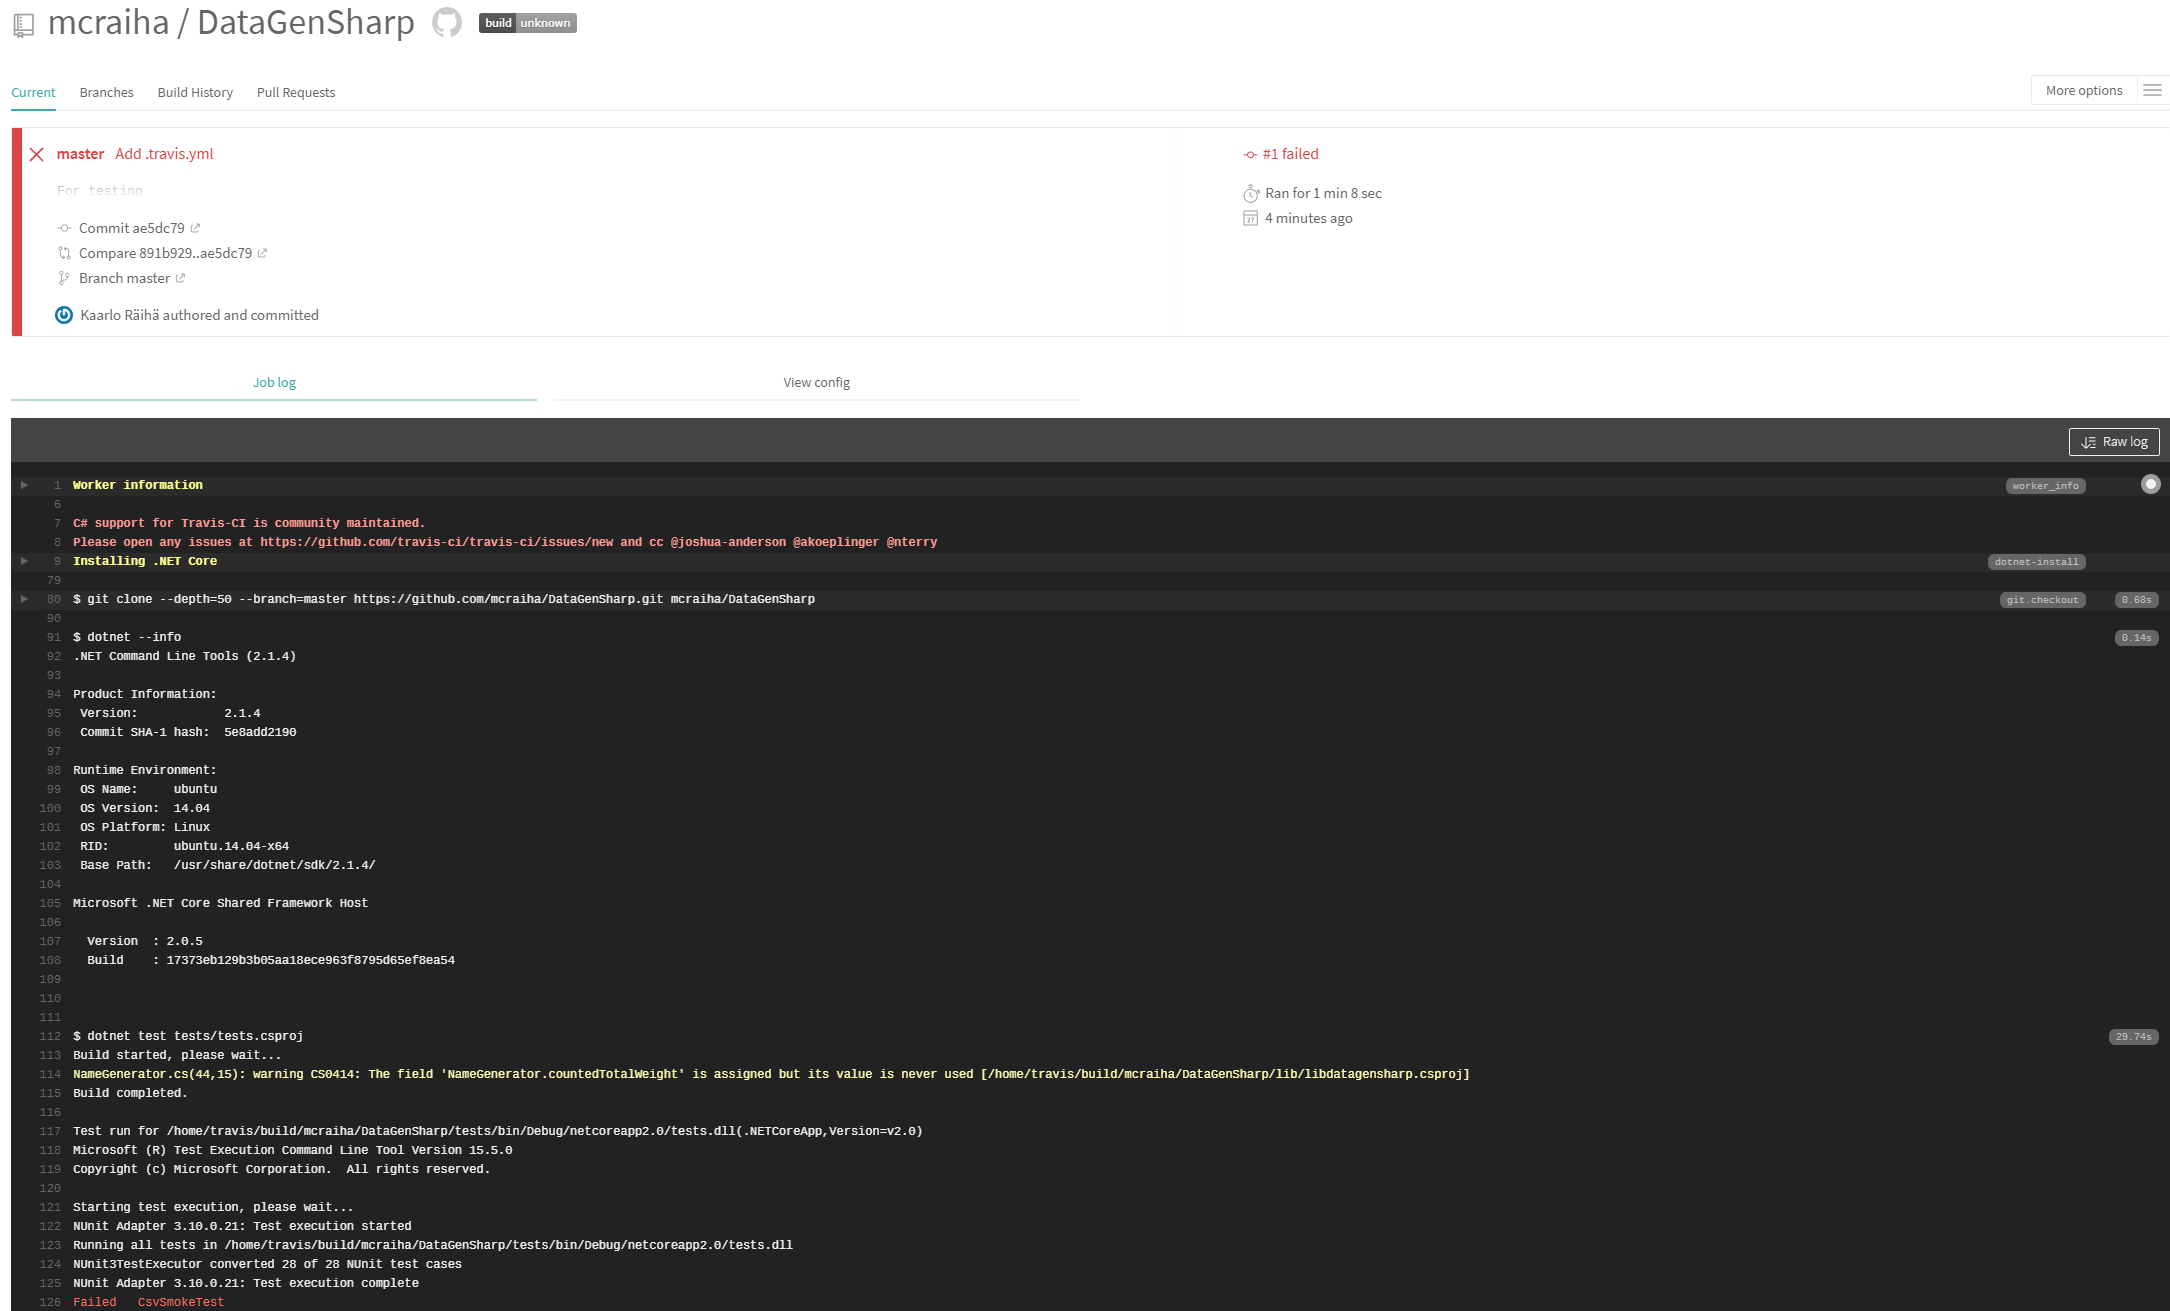 mcraiha / DataGenSharp build unknown
Current Branches Build History Pull Requests More options
master Add .travis.yml
For testing
Commit ae5dc79
Compare 891b929..ae5dc79
Branch master
Kaarlo Räihä authored and committed
#1 failed
Ran for 1 min 8 sec
4 minutes ago
Job log View config
Raw log
1 Worker information worker_info
6
7 C# support for Travis-CI is community maintained.
8 Please open any issues at https://github.com/travis-ci/travis-ci/issues/new and cc @joshua-anderson @akoeplinger @nterry
9 Installing .NET Core dotnet-install
79
80 $ git clone --depth=50 --branch=master https://github.com/mcraiha/DataGenSharp.git mcraiha/DataGenSharp git.checkout 0.68s
90
91 $ dotnet --info 0.14s
92 .NET Command Line Tools (2.1.4)
93
94 Product Information:
95 Version: 2.1.4
96 Commit SHA-1 hash: 5e8add2190
97
98 Runtime Environment:
99 OS Name: ubuntu
100 OS Version: 14.04
101 OS Platform: Linux
102 RID: ubuntu.14.04-x64
103 Base Path: /usr/share/dotnet/sdk/2.1.4/
104
105 Microsoft .NET Core Shared Framework Host
106
107 Version : 2.0.5
108 Build : 17373eb129b3b05aa18ece963f8795d65ef8ea54
109
110
111
112 $ dotnet test tests/tests.csproj 29.74s
113 Build started, please wait...
114 NameGenerator.cs(44,15): warning CS0414: The field 'NameGenerator.countedTotalWeight' is assigned but its value is never used [/home/travis/build/mcraiha/DataGenSharp/lib/libdatagensharp.csproj]
115 Build completed.
116
117 Test run for /home/travis/build/mcraiha/DataGenSharp/tests/bin/Debug/netcoreapp2.0/tests.dll(.NETCoreApp,Version=v2.0)
118 Microsoft (R) Test Execution Command Line Tool Version 15.5.0
119 Copyright (c) Microsoft Corporation. All rights reserved.
120
121 Starting test execution, please wait...
122 NUnit Adapter 3.10.0.21: Test execution started
123 Running all tests in /home/travis/build/mcraiha/DataGenSharp/tests/bin/Debug/netcoreapp2.0/tests.dll
124 NUnit3TestExecutor converted 28 of 28 NUnit test cases
125 NUnit Adapter 3.10.0.21: Test execution complete
126 Failed CsvSmokeTest